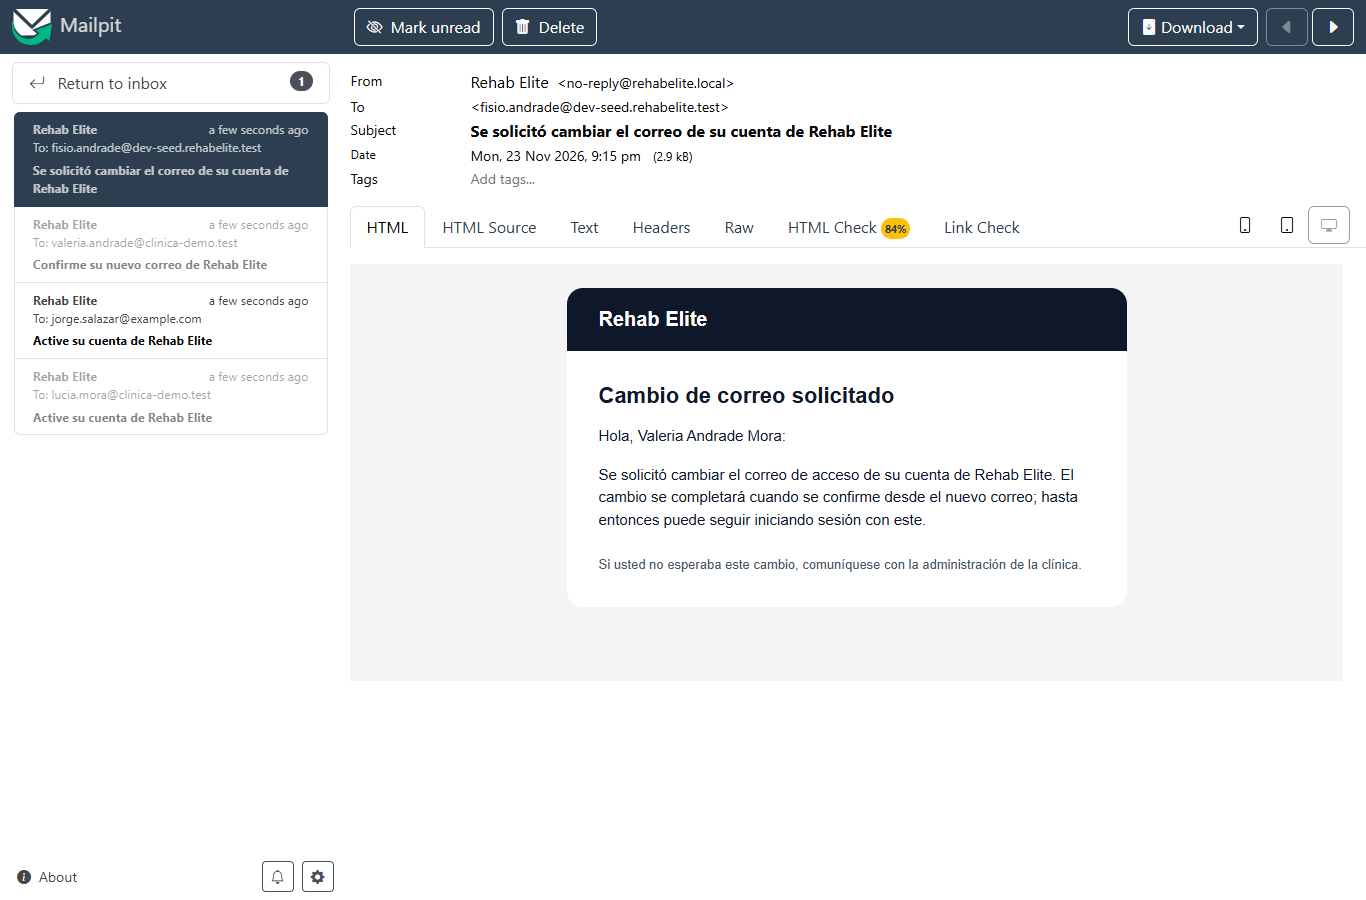 Mailpit
Mark unread
Delete
Download
Return to inbox
1
Rehab Elite a few seconds ago
To: fisio.andrade@dev-seed.rehabelite.test
Se solicitó cambiar el correo de su cuenta de
Rehab Elite
Rehab Elite a few seconds ago
To: valeria.andrade@clinica-demo.test
Confirme su nuevo correo de Rehab Elite
Rehab Elite a few seconds ago
To: jorge.salazar@example.com
Active su cuenta de Rehab Elite
Rehab Elite a few seconds ago
To: lucia.mora@clinica-demo.test
Active su cuenta de Rehab Elite
From Rehab Elite <no-reply@rehabelite.local>
To <fisio.andrade@dev-seed.rehabelite.test>
Subject Se solicitó cambiar el correo de su cuenta de Rehab Elite
Date Mon, 23 Nov 2026, 9:15 pm (2.9 kB)
Tags Add tags...
HTML HTML Source Text Headers Raw HTML Check 84% Link Check
Rehab Elite
Cambio de correo solicitado
Hola, Valeria Andrade Mora:
Se solicitó cambiar el correo de acceso de su cuenta de Rehab Elite. El
cambio se completará cuando se confirme desde el nuevo correo; hasta
entonces puede seguir iniciando sesión con este.
Si usted no esperaba este cambio, comuníquese con la administración de la clínica.
About